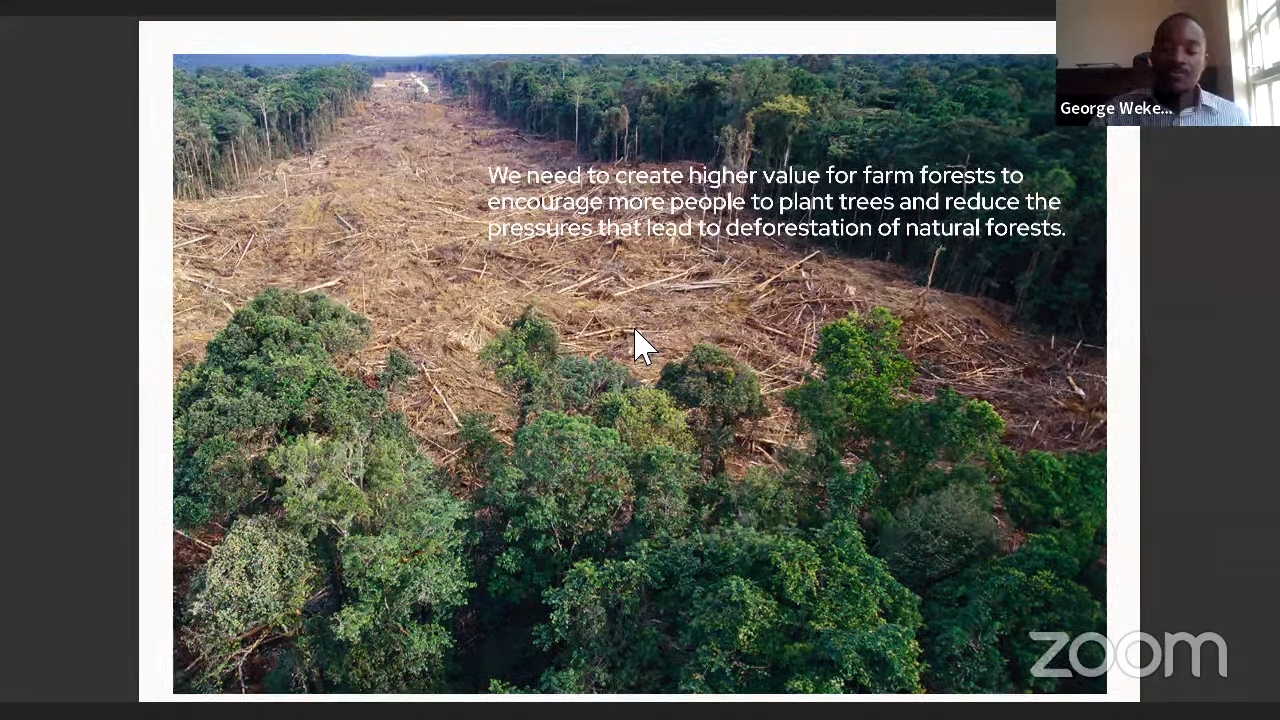 George Weke...
We need to create higher value for farm forests to
encourage more people to plant trees and reduce the
pressures that lead to deforestation of natural forests.
zoom